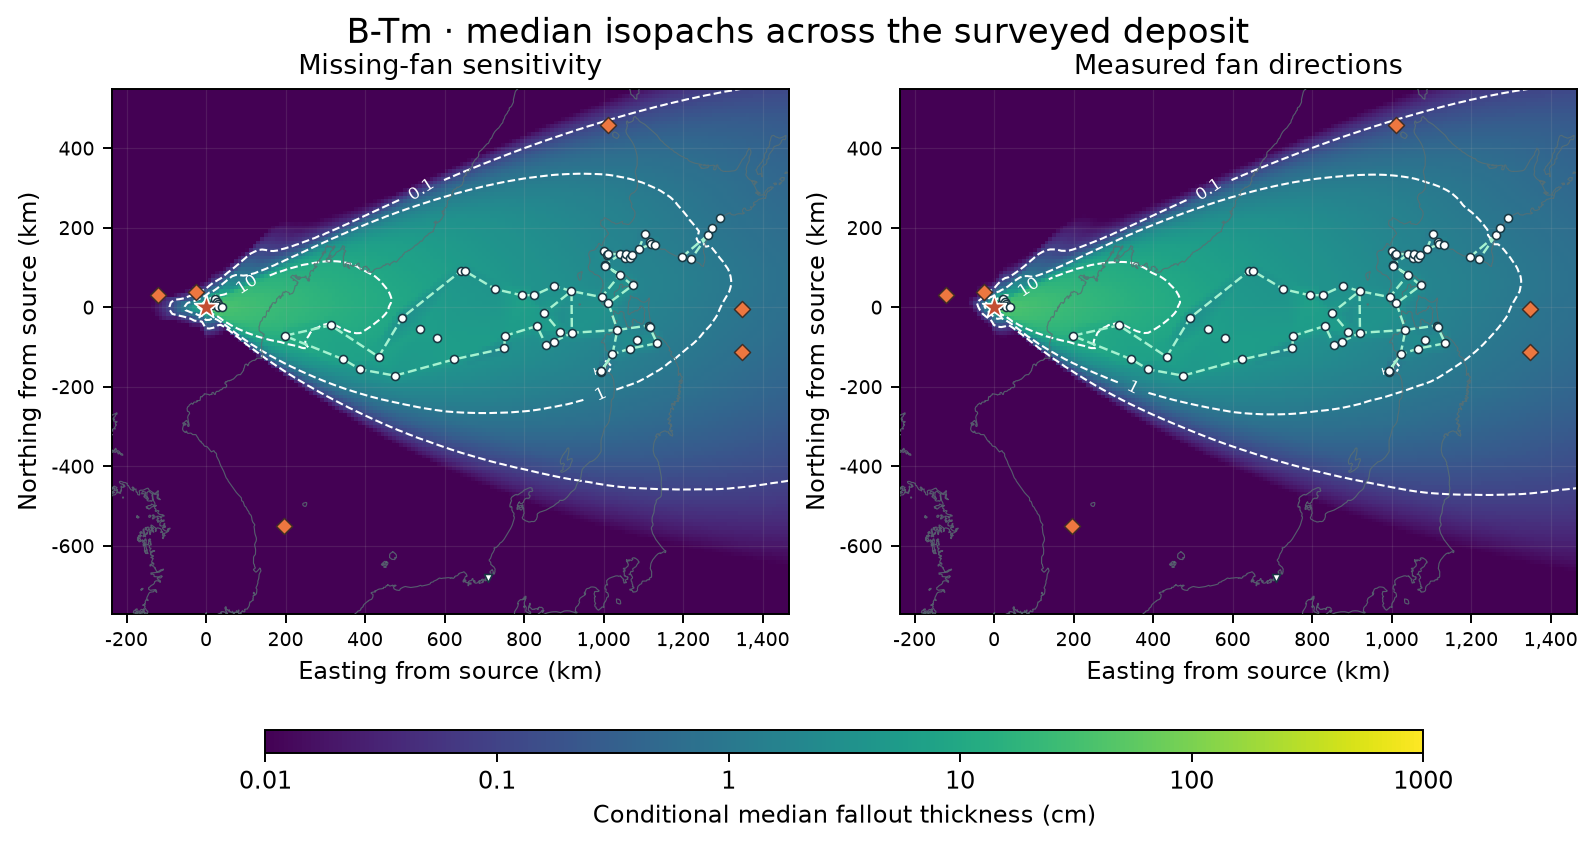 B-Tm · median isopachs across the surveyed deposit
Missing-fan sensitivity
Measured fan directions
Northing from source (km)
400
200
0
-200
-400
-600
0.1
10
1
-200 0 200 400 600 800 1,000 1,200 1,400
Easting from source (km)
Northing from source (km)
400
200
0
-200
-400
-600
0.1
10
1
-200 0 200 400 600 800 1,000 1,200 1,400
Easting from source (km)
0.01 0.1 1 10 100 1000
Conditional median fallout thickness (cm)